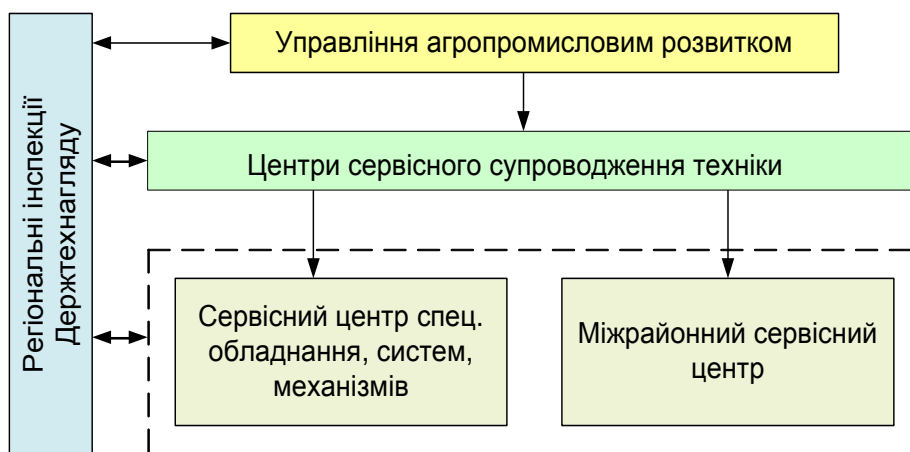 Регіональні інспекції
Держтехнагляду
Управління агропромисловим розвитком
Центри сервісного супроводження техніки
Сервісний центр спец.
обладнання, систем,
механізмів
Міжрайонний сервісний
центр